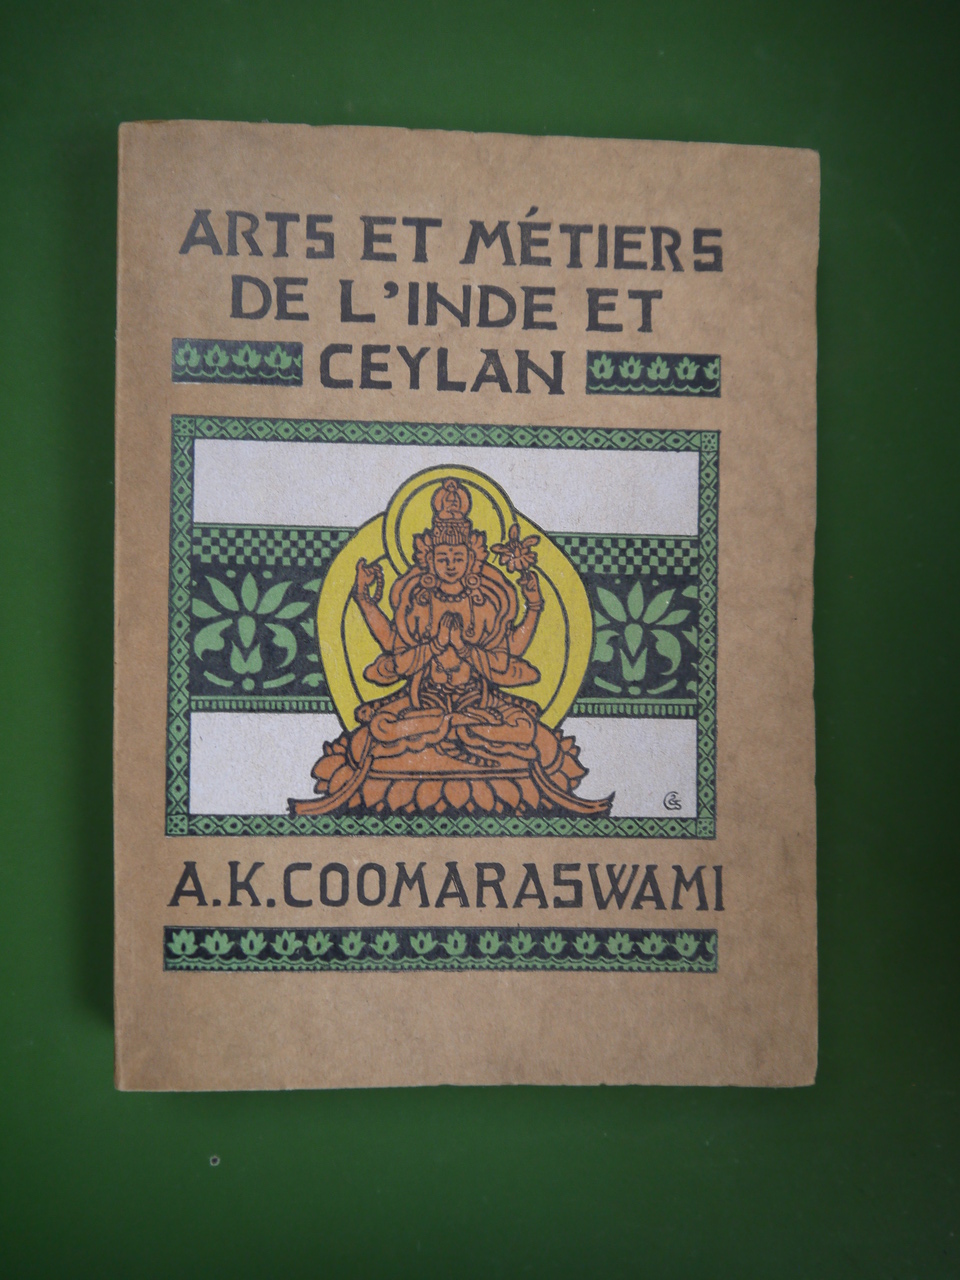 ARTS ET MÉTIERS
DE L'INDE ET
CEYLAN
A.K.COOMARASWAMI